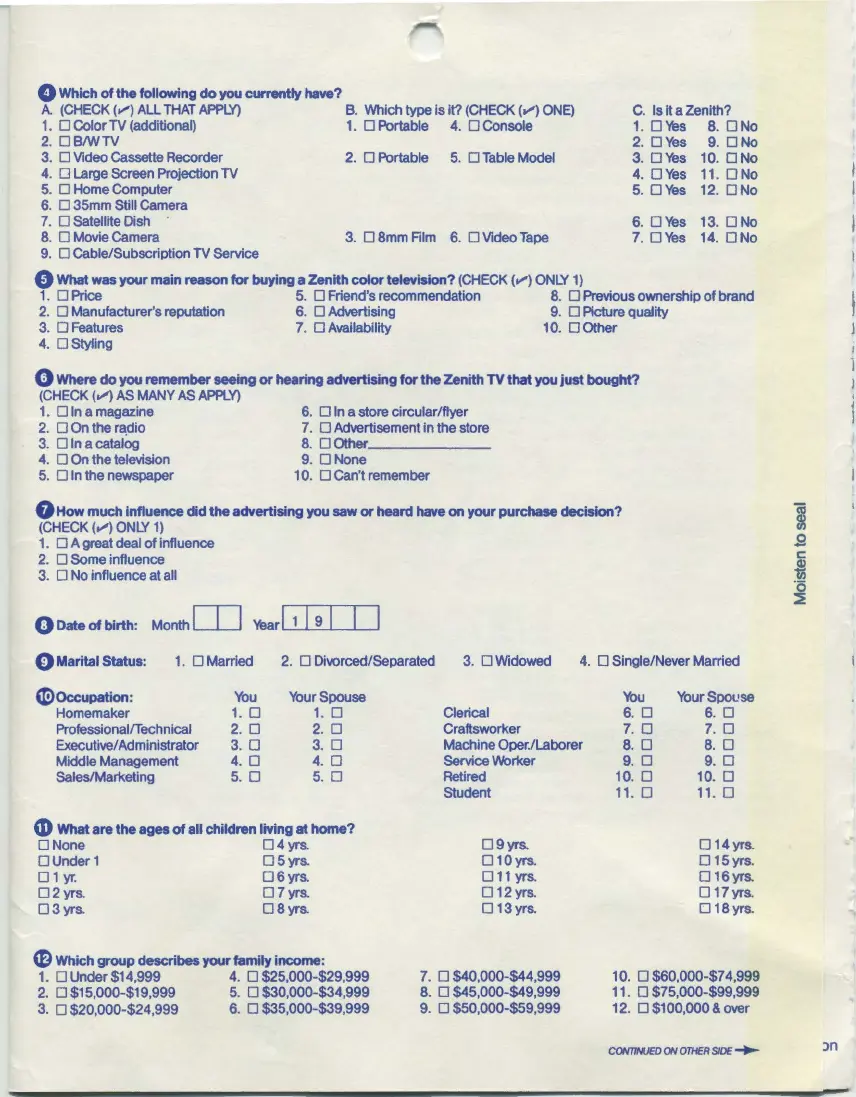 4 Which of the following do you currently have?
A. (CHECK (✓) ALL THAT APPLY) B. Which type is it? (CHECK (✓) ONE) C. Is it a Zenith?
1. ☐ Color TV (additional) 1. ☐ Portable 4. ☐ Console 1. ☐ Yes 8. ☐ No
2. ☐ B/W TV 2. ☐ Yes 9. ☐ No
3. ☐ Video Cassette Recorder 2. ☐ Portable 5. ☐ Table Model 3. ☐ Yes 10. ☐ No
4. ☐ Large Screen Projection TV 4. ☐ Yes 11. ☐ No
5. ☐ Home Computer 5. ☐ Yes 12. ☐ No
6. ☐ 35mm Still Camera
7. ☐ Satellite Dish 6. ☐ Yes 13. ☐ No
8. ☐ Movie Camera 3. ☐ 8mm Film 6. ☐ Video Tape 7. ☐ Yes 14. ☐ No
9. ☐ Cable/Subscription TV Service
5 What was your main reason for buying a Zenith color television? (CHECK (✓) ONLY 1)
1. ☐ Price 5. ☐ Friend's recommendation 8. ☐ Previous ownership of brand
2. ☐ Manufacturer's reputation 6. ☐ Advertising 9. ☐ Picture quality
3. ☐ Features 7. ☐ Availability 10. ☐ Other
4. ☐ Styling
6 Where do you remember seeing or hearing advertising for the Zenith TV that you just bought?
(CHECK (✓) AS MANY AS APPLY)
1. ☐ In a magazine 6. ☐ In a store circular/flyer
2. ☐ On the radio 7. ☐ Advertisement in the store
3. ☐ In a catalog 8. ☐ Other
4. ☐ On the television 9. ☐ None
5. ☐ In the newspaper 10. ☐ Can't remember
7 How much influence did the advertising you saw or heard have on your purchase decision?
(CHECK (✓) ONLY 1)
1. ☐ A great deal of influence
2. ☐ Some influence
3. ☐ No influence at all
Moisten to seal
8 Date of birth: Month Year 1 9
9 Marital Status: 1. ☐ Married 2. ☐ Divorced/Separated 3. ☐ Widowed 4. ☐ Single/Never Married
10 Occupation: You Your Spouse You Your Spouse
Homemaker 1. ☐ 1. ☐ Clerical 6. ☐ 6. ☐
Professional/Technical 2. ☐ 2. ☐ Craftsworker 7. ☐ 7. ☐
Executive/Administrator 3. ☐ 3. ☐ Machine Oper./Laborer 8. ☐ 8. ☐
Middle Management 4. ☐ 4. ☐ Service Worker 9. ☐ 9. ☐
Sales/Marketing 5. ☐ 5. ☐ Retired 10. ☐ 10. ☐
Student 11. ☐ 11. ☐
11 What are the ages of all children living at home?
☐ None ☐ 4 yrs. ☐ 9 yrs. ☐ 14 yrs.
☐ Under 1 ☐ 5 yrs. ☐ 10 yrs. ☐ 15 yrs.
☐ 1 yr. ☐ 6 yrs. ☐ 11 yrs. ☐ 16 yrs.
☐ 2 yrs. ☐ 7 yrs. ☐ 12 yrs. ☐ 17 yrs.
☐ 3 yrs. ☐ 8 yrs. ☐ 13 yrs. ☐ 18 yrs.
12 Which group describes your family income:
1. ☐ Under $14,999 4. ☐ $25,000-$29,999 7. ☐ $40,000-$44,999 10. ☐ $60,000-$74,999
2. ☐ $15,000-$19,999 5. ☐ $30,000-$34,999 8. ☐ $45,000-$49,999 11. ☐ $75,000-$99,999
3. ☐ $20,000-$24,999 6. ☐ $35,000-$39,999 9. ☐ $50,000-$59,999 12. ☐ $100,000 & over
CONTINUED ON OTHER SIDE →